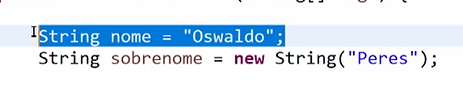 String nome = "Oswaldo";
String sobrenome = new String("Peres");